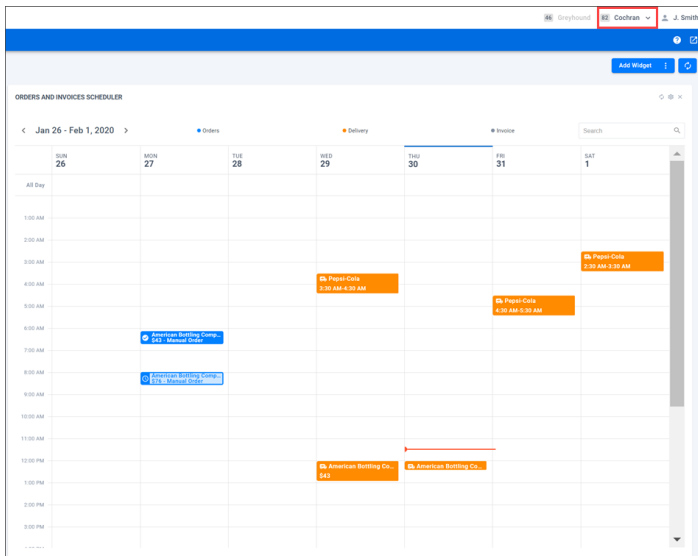 46 Greyhound 82 Cochran J. Smith
Add Widget
ORDERS AND INVOICES SCHEDULER
Jan 26 - Feb 1, 2020
Orders
Delivery
Invoice
Search
SUN
26
MON
27
TUE
28
WED
29
THU
30
FRI
31
SAT
1
All Day
1:00 AM
2:00 AM
Pepsi-Cola
2:30 AM-3:30 AM
3:00 AM
Pepsi-Cola
3:30 AM-4:30 AM
4:00 AM
Pepsi-Cola
4:30 AM-5:30 AM
5:00 AM
6:00 AM
American Bottling Comp...
$43 - Manual Order
7:00 AM
8:00 AM
American Bottling Comp...
$76 - Manual Order
9:00 AM
10:00 AM
11:00 AM
12:00 PM
American Bottling Co...
$43
American Bottling Co...
1:00 PM
2:00 PM
3:00 PM